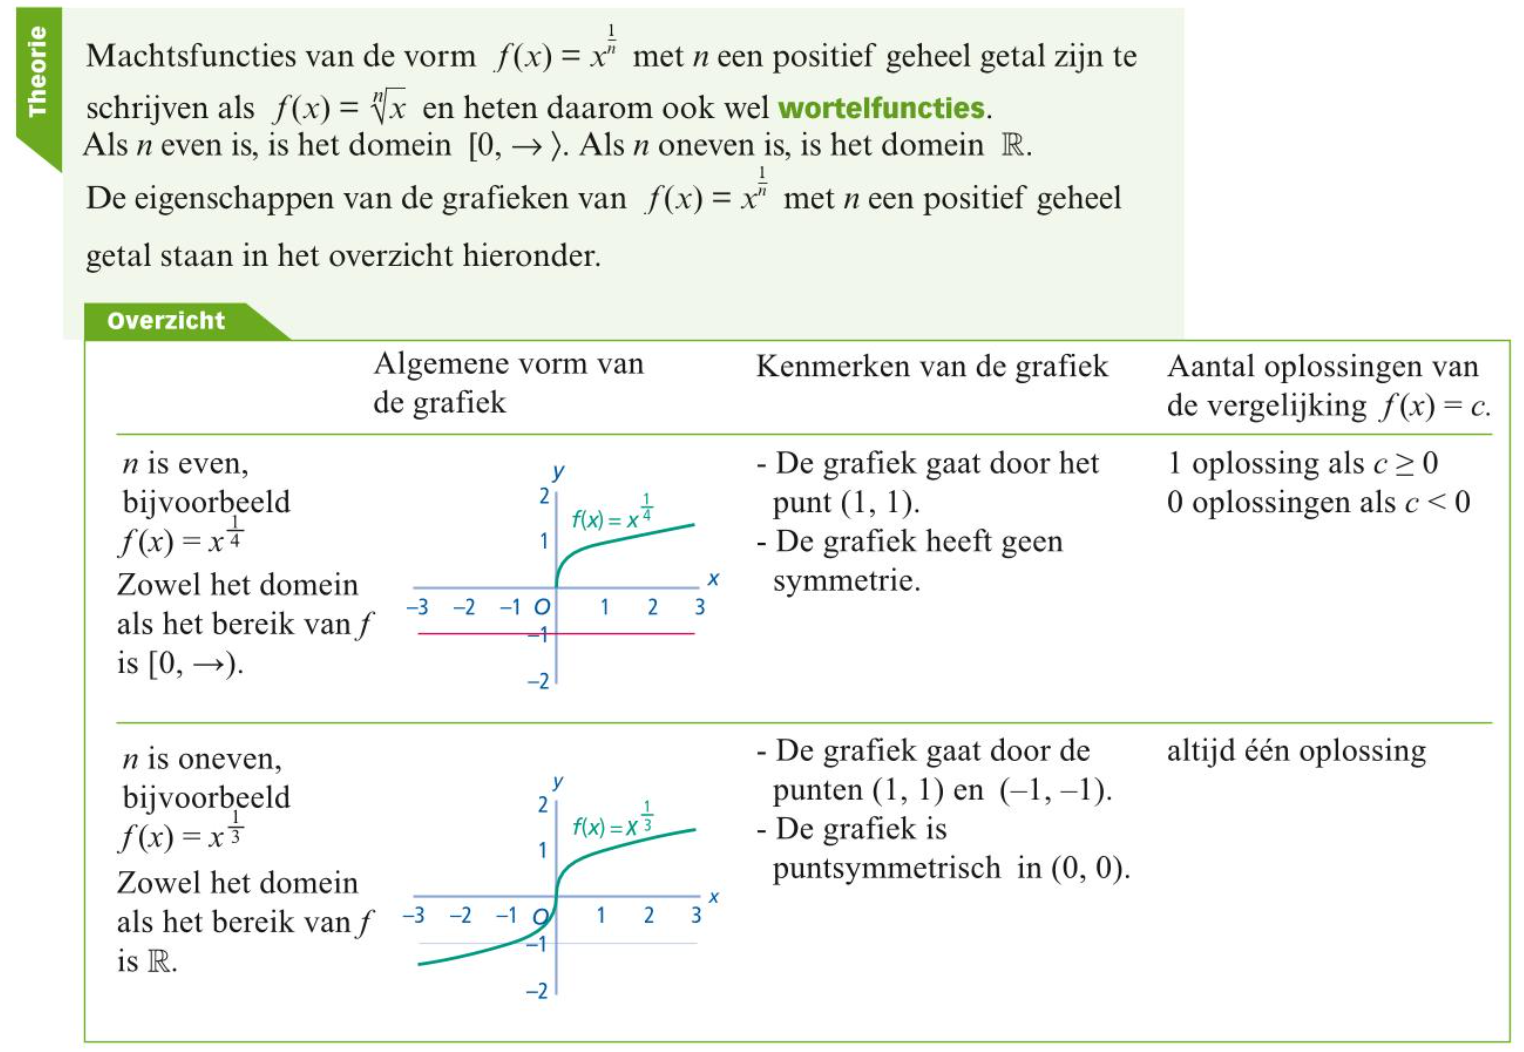 Theorie
Machtsfuncties van de vorm f(x) = x^{\frac{1}{n}} met n een positief geheel getal zijn te
schrijven als f(x) = \sqrt[n]{x} en heten daarom ook wel wortelfuncties.
Als n even is, is het domein [0, → ⟩. Als n oneven is, is het domein ℝ.
De eigenschappen van de grafieken van f(x) = x^{\frac{1}{n}} met n een positief geheel
getal staan in het overzicht hieronder.
Overzicht
Algemene vorm van
de grafiek
Kenmerken van de grafiek
Aantal oplossingen van
de vergelijking f(x) = c.
n is even,
bijvoorbeeld
f(x) = x^{\frac{1}{4}}
Zowel het domein
als het bereik van f
is [0, →).
y
2
f(x) = x^{\frac{1}{4}}
1
x
–3 –2 –1 O 1 2 3
–1
–2
- De grafiek gaat door het
punt (1, 1).
- De grafiek heeft geen
symmetrie.
1 oplossing als c ≥ 0
0 oplossingen als c < 0
n is oneven,
bijvoorbeeld
f(x) = x^{\frac{1}{3}}
Zowel het domein
als het bereik van f
is ℝ.
y
2
f(x) = x^{\frac{1}{3}}
1
x
–3 –2 –1 O 1 2 3
–1
–2
- De grafiek gaat door de
punten (1, 1) en (–1, –1).
- De grafiek is
puntsymmetrisch in (0, 0).
altijd één oplossing